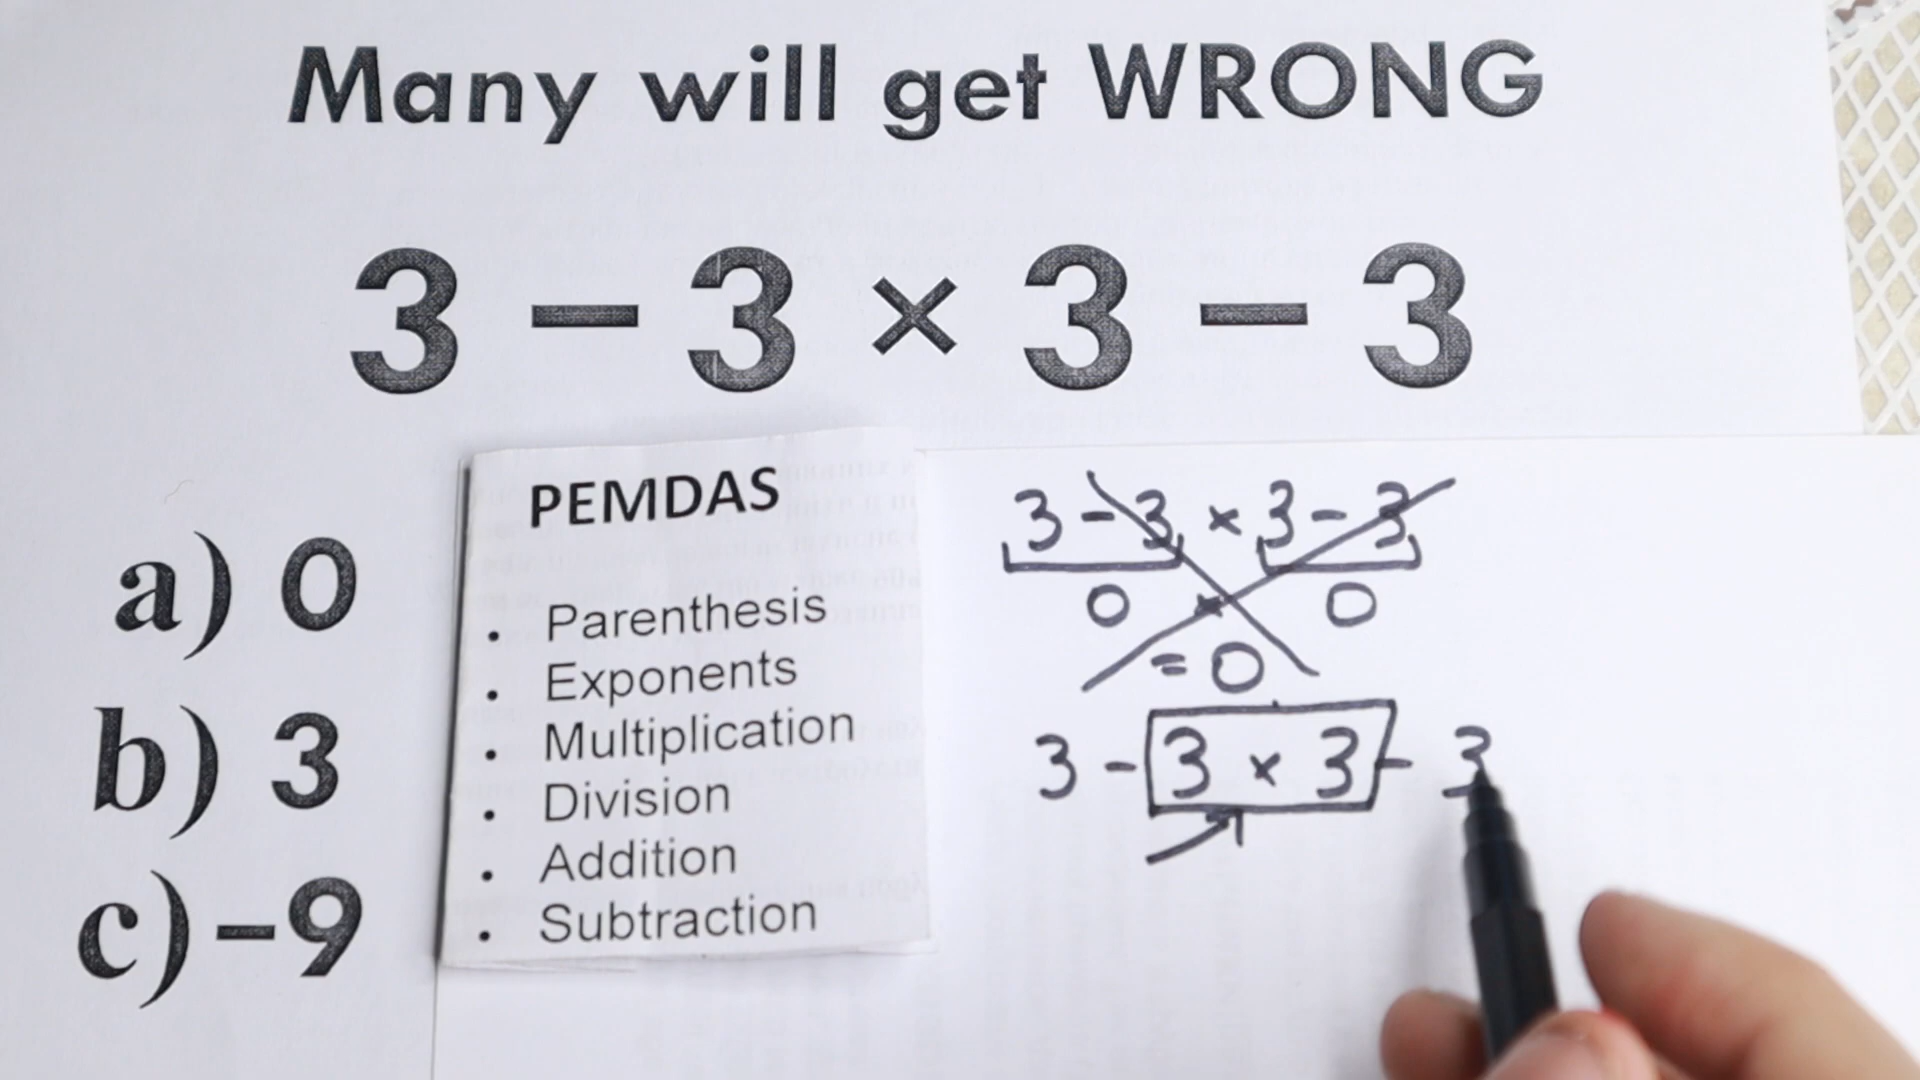 Many will get WRONG
3 − 3 × 3 − 3
a) 0
b) 3
c) −9
PEMDAS
• Parenthesis
• Exponents
• Multiplication
• Division
• Addition
• Subtraction
3 - 3 × 3 - 3
0 × 0
= 0
3 - 3 × 3 - 3